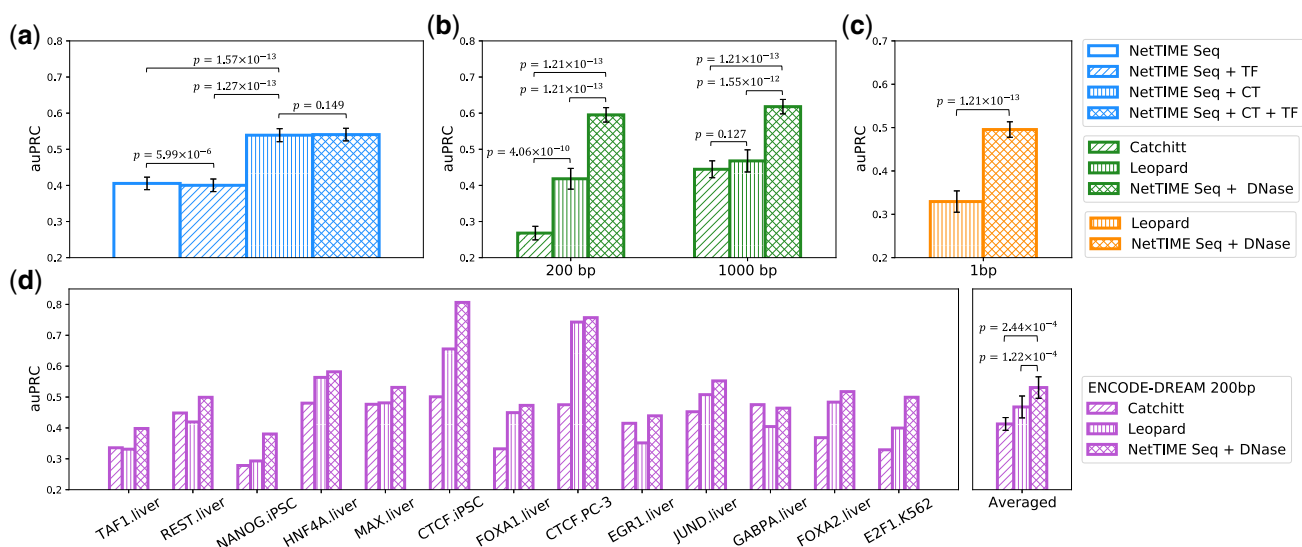 (a)
0.8
0.7
0.6
0.5
0.4
0.3
0.2
auPRC
p = 1.57×10⁻¹³
p = 1.27×10⁻¹³
p = 0.149
p = 5.99×10⁻⁶
(b)
0.8
0.7
0.6
0.5
0.4
0.3
0.2
auPRC
p = 1.21×10⁻¹³
p = 1.21×10⁻¹³
p = 4.06×10⁻¹⁰
p = 1.21×10⁻¹³
p = 1.55×10⁻¹²
p = 0.127
200 bp
1000 bp
(c)
0.7
0.6
0.5
0.4
0.3
0.2
auPRC
p = 1.21×10⁻¹³
1bp
NetTIME Seq
NetTIME Seq + TF
NetTIME Seq + CT
NetTIME Seq + CT + TF
Catchitt
Leopard
NetTIME Seq + DNase
Leopard
NetTIME Seq + DNase
(d)
0.8
0.7
0.6
0.5
0.4
0.3
0.2
auPRC
TAF1.liver
REST.liver
NANOG.iPSC
HNF4A.liver
MAX.liver
CTCF.iPSC
FOXA1.liver
CTCF.PC-3
EGR1.liver
JUND.liver
GABPA.liver
FOXA2.liver
E2F1.K562
p = 2.44×10⁻⁴
p = 1.22×10⁻⁴
Averaged
ENCODE-DREAM 200bp
Catchitt
Leopard
NetTIME Seq + DNase